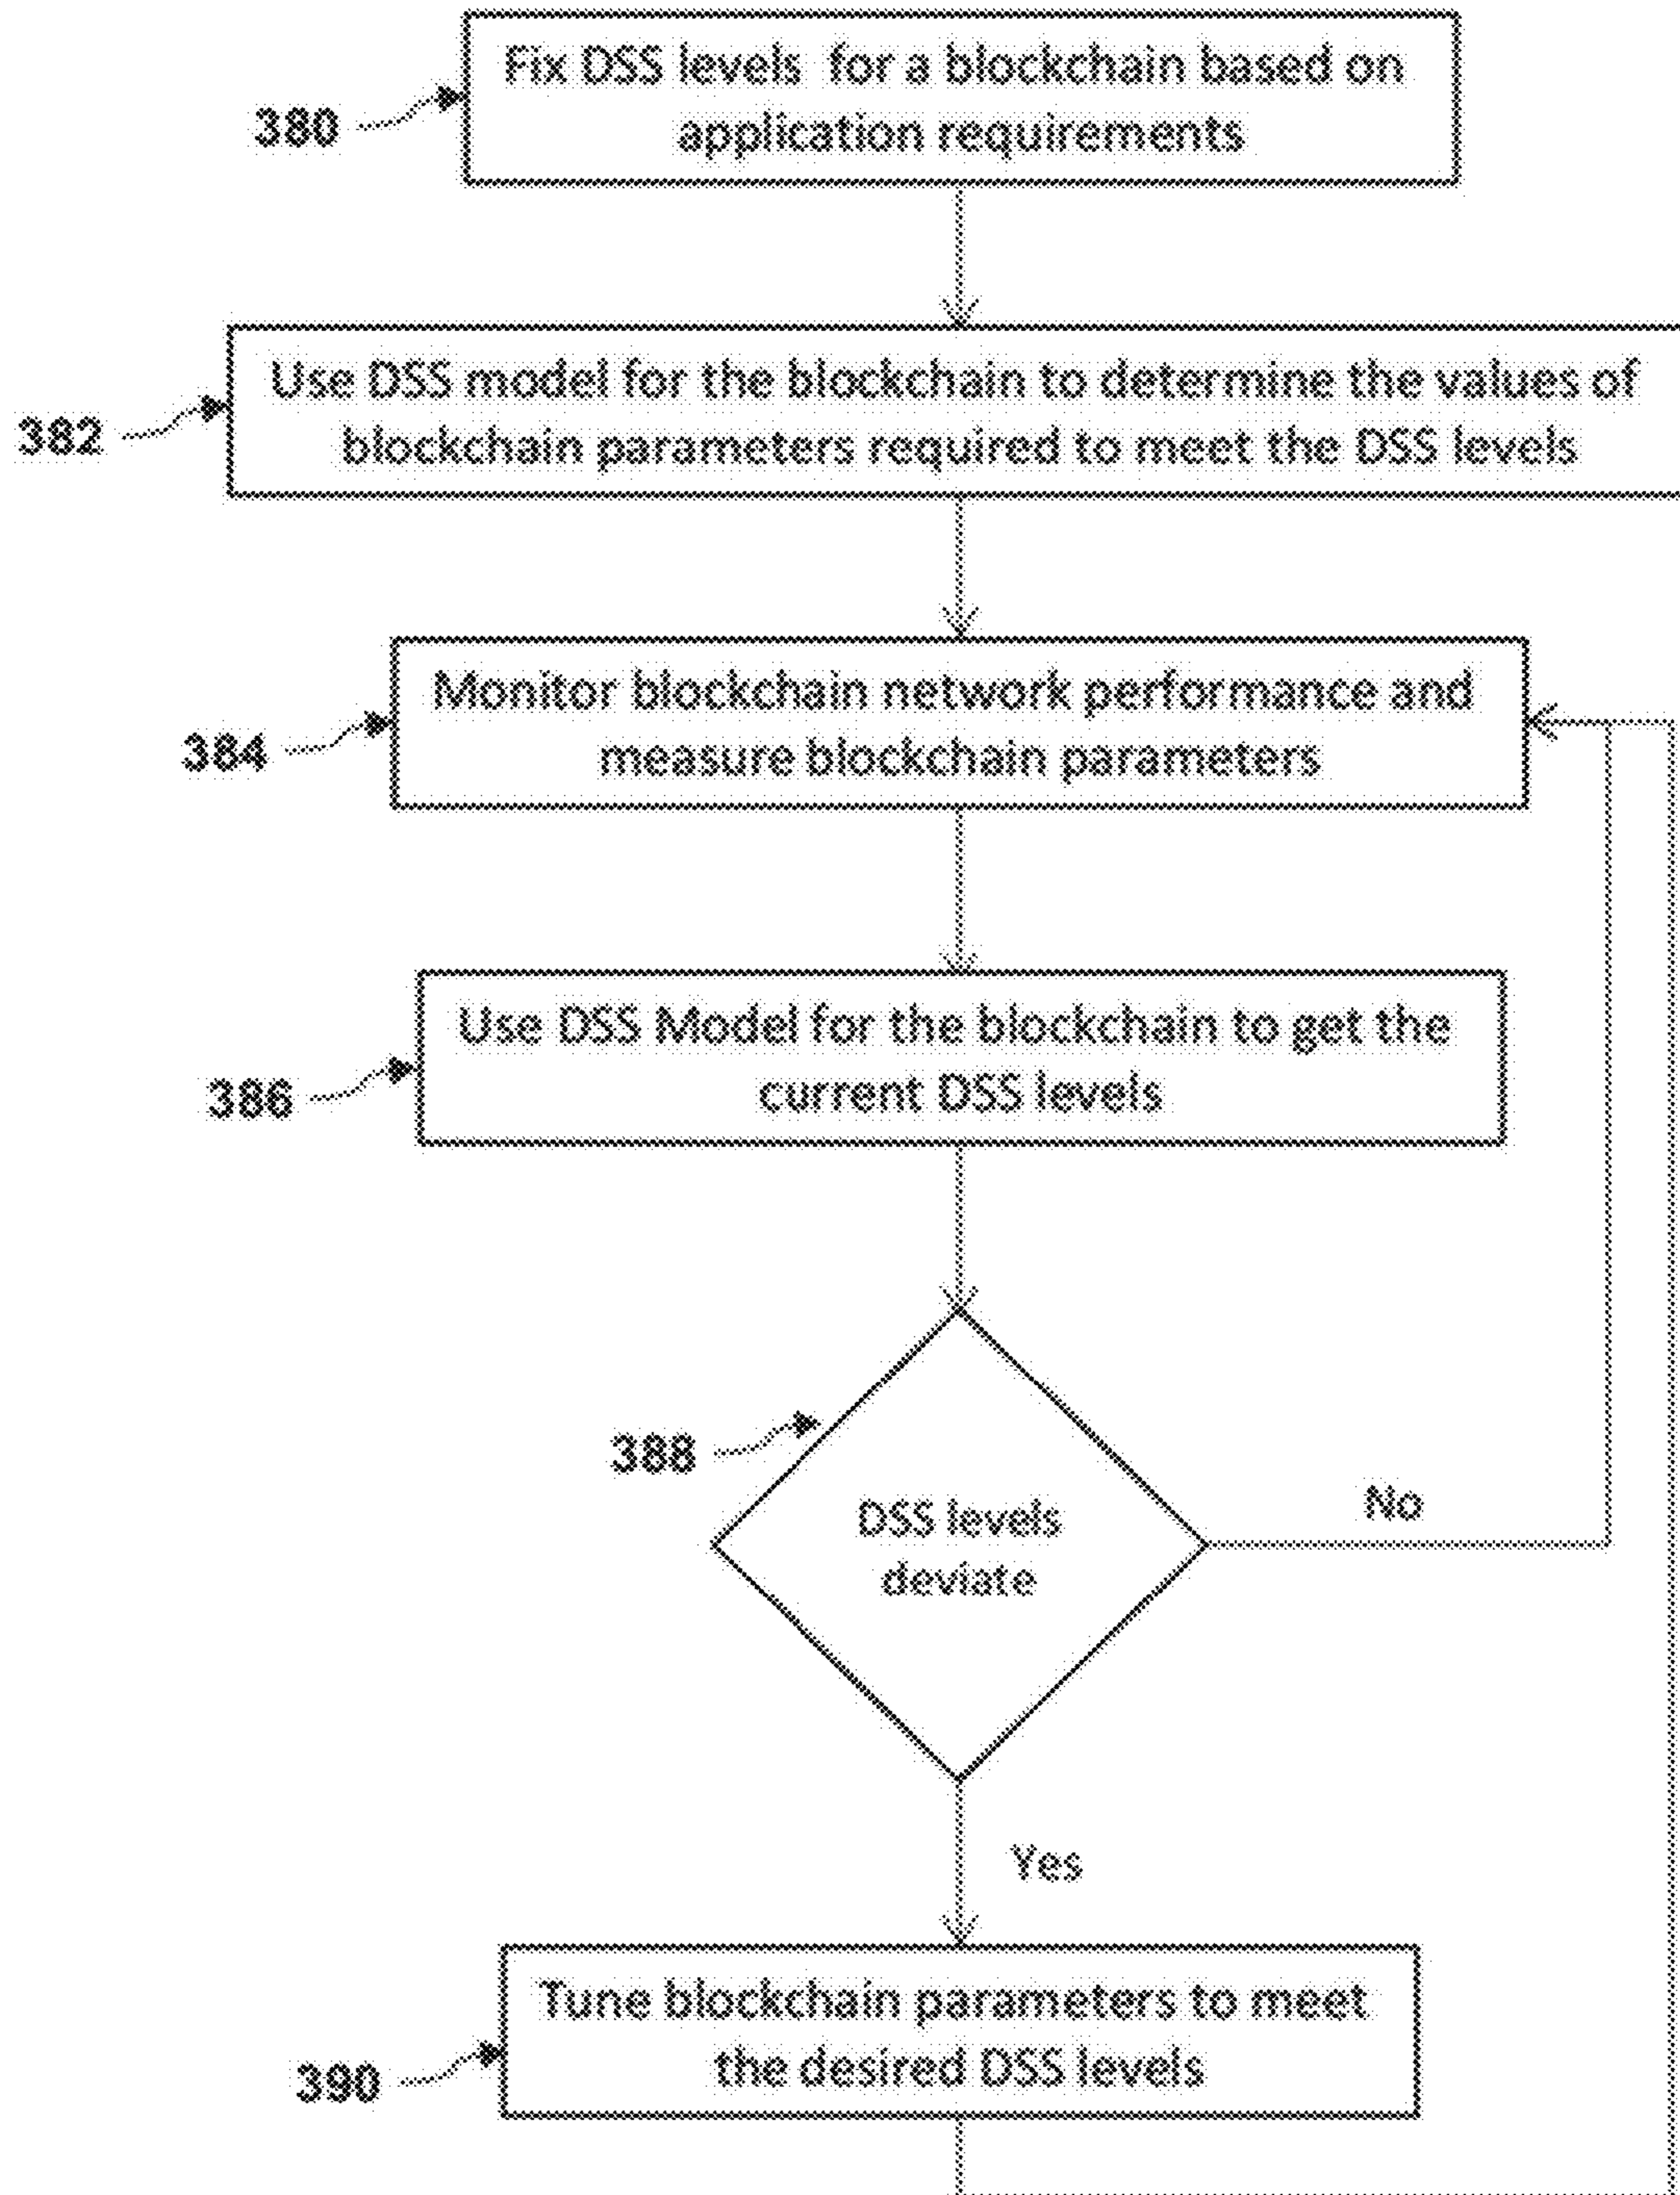 Fix DSS levels for a blockchain based on
application requirements
380
Use DSS model for the blockchain to determine the values of
blockchain parameters required to meet the DSS levels
382
Monitor blockchain network performance and
measure blockchain parameters
384
Use DSS Model for the blockchain to get the
current DSS levels
386
388
DSS levels
deviate
No
Yes
Tune blockchain parameters to meet
the desired DSS levels
390